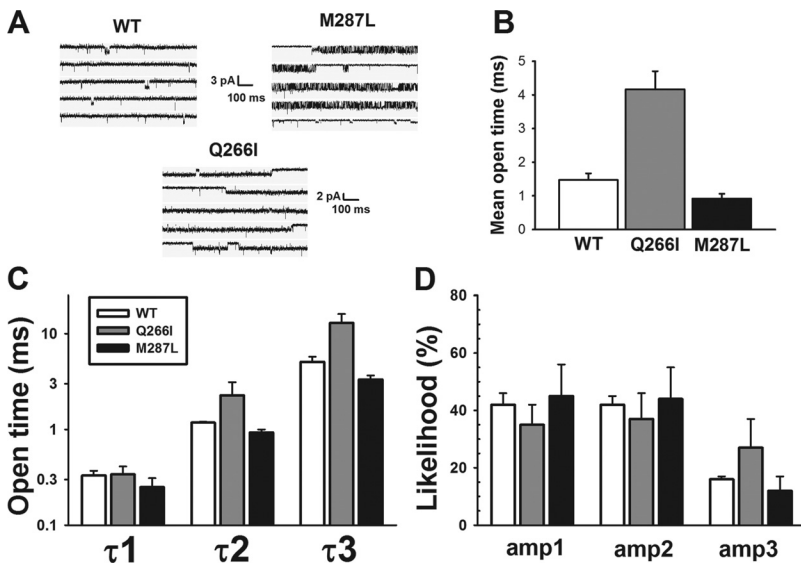 A
WT
M287L
3 pA
100 ms
Q266I
2 pA
100 ms
B
Mean open time (ms)
5
4
3
2
1
0
WT
Q266I
M287L
C
Open time (ms)
10
3
1
0.3
0.1
WT
Q266I
M287L
τ1
τ2
τ3
D
Likelihood (%)
80
60
40
20
0
amp1
amp2
amp3